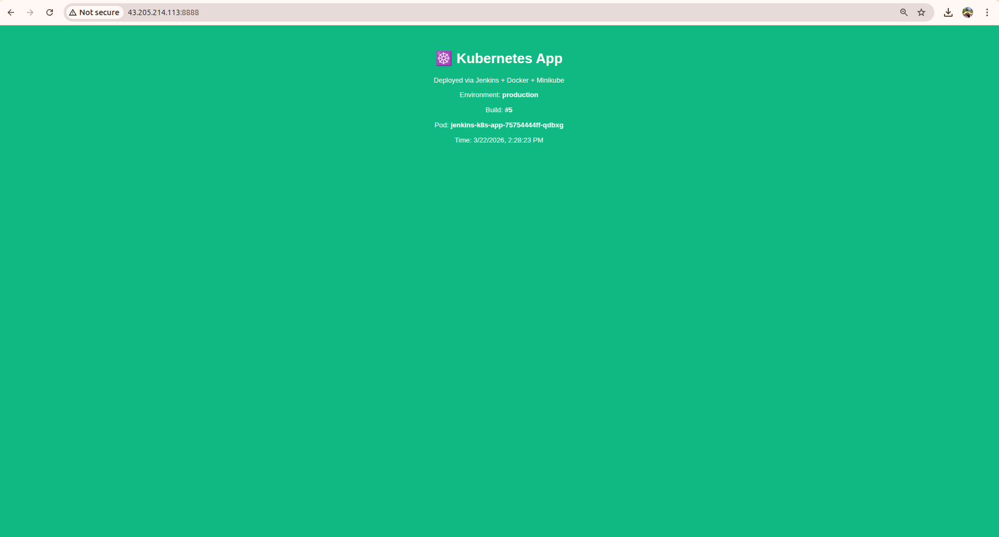 Not secure 43.205.214.113:8888
☸ Kubernetes App
Deployed via Jenkins + Docker + Minikube
Environment: production
Build: #5
Pod: jenkins-k8s-app-75754444ff-qdbxg
Time: 3/22/2026, 2:28:23 PM